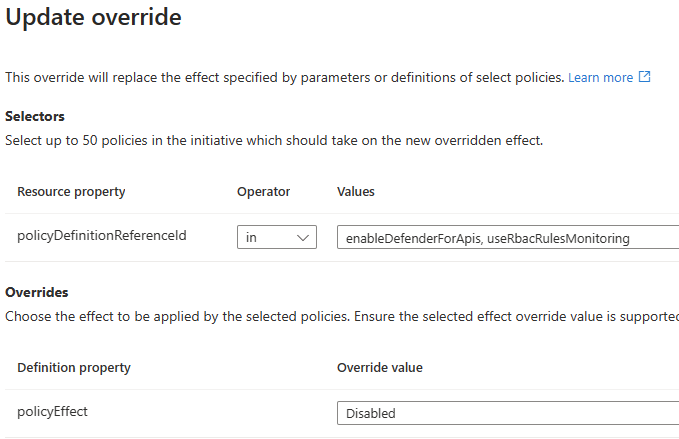 Update override
This override will replace the effect specified by parameters or definitions of select policies. Learn more
Selectors
Select up to 50 policies in the initiative which should take on the new overridden effect.
Resource property Operator Values
policyDefinitionReferenceId in enableDefenderForApis, useRbacRulesMonitoring
Overrides
Choose the effect to be applied by the selected policies. Ensure the selected effect override value is supported
Definition property Override value
policyEffect Disabled